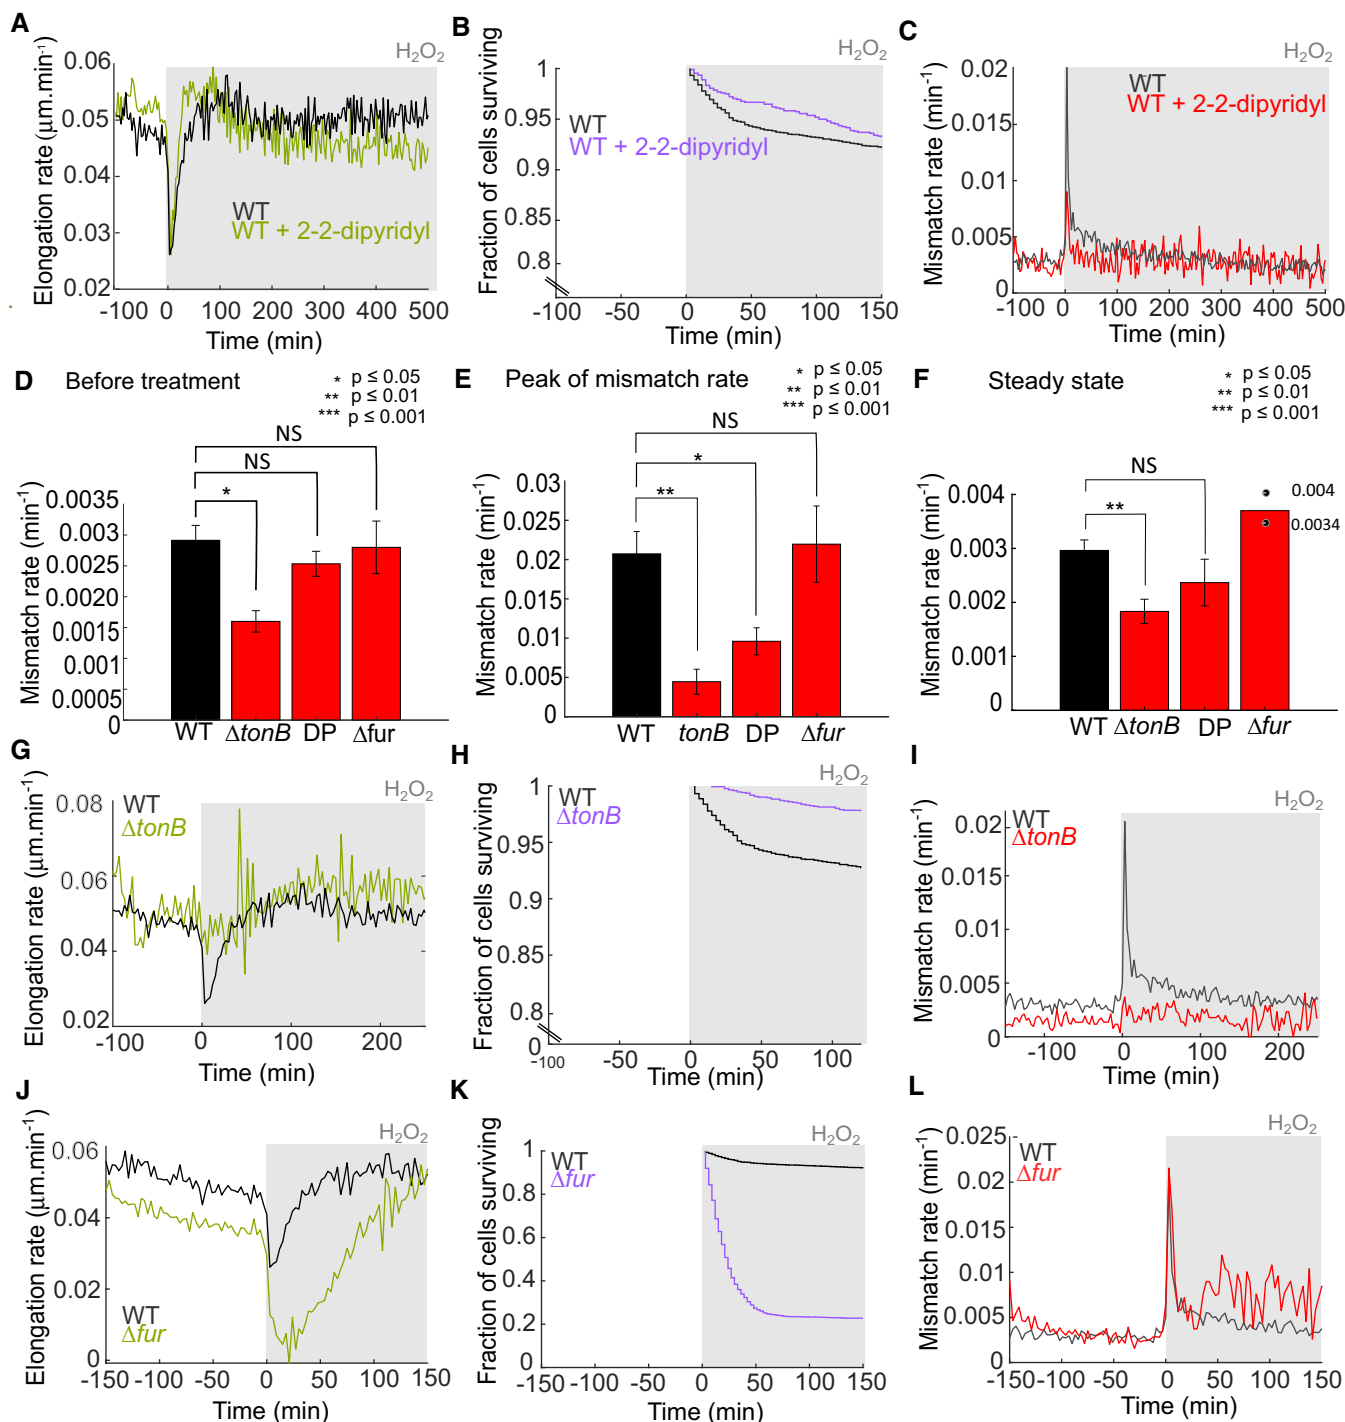 A
H2O2
Elongation rate (µm.min-1)
0.06
0.05
0.04
0.03
0.02
WT
WT + 2-2-dipyridyl
-100 0 100 200 300 400 500
Time (min)
B
H2O2
Fraction of cells surviving
1
0.95
0.9
0.85
0.8
0
WT
WT + 2-2-dipyridyl
-100 -50 0 50 100 150
Time (min)
C
H2O2
Mismatch rate (min-1)
0.02
0.015
0.01
0.005
0
WT
WT + 2-2-dipyridyl
-100 0 100 200 300 400 500
Time (min)
D Before treatment
* p ≤ 0.05
** p ≤ 0.01
*** p ≤ 0.001
NS
NS
*
Mismatch rate (min-1)
0.0035
0.003
0.0025
0.002
0.0015
0.001
0.0005
0
WT ΔtonB DP Δfur
E Peak of mismatch rate
* p ≤ 0.05
** p ≤ 0.01
*** p ≤ 0.001
NS
*
**
Mismatch rate (min-1)
0.03
0.025
0.02
0.015
0.01
0.005
0
WT tonB DP Δfur
F Steady state
* p ≤ 0.05
** p ≤ 0.01
*** p ≤ 0.001
NS
**
0.004
0.0034
Mismatch rate (min-1)
0.004
0.003
0.002
0.001
0
WT ΔtonB DP Δfur
G
H2O2
Elongation rate (µm.min-1)
0.08
0.06
0.04
0.02
WT
ΔtonB
-100 0 100 200
Time (min)
H
H2O2
Fraction of cells surviving
1
0.95
0.9
0.85
0.8
0
WT
ΔtonB
-100 -50 0 50 100
Time (min)
I
H2O2
Mismatch rate (min-1)
0.02
0.015
0.01
0.005
0
WT
ΔtonB
-100 0 100 200
Time (min)
J
H2O2
Elongation rate (µm.min-1)
0.06
0.04
0.02
0
WT
Δfur
-150 -100 -50 0 50 100 150
Time (min)
K
H2O2
Fraction of cells surviving
1
0.8
0.6
0.4
0.2
0
WT
Δfur
-150 -100 -50 0 50 100 150
Time (min)
L
H2O2
Mismatch rate (min-1)
0.025
0.02
0.015
0.01
0.005
0
WT
Δfur
-150 -100 -50 0 50 100 150
Time (min)